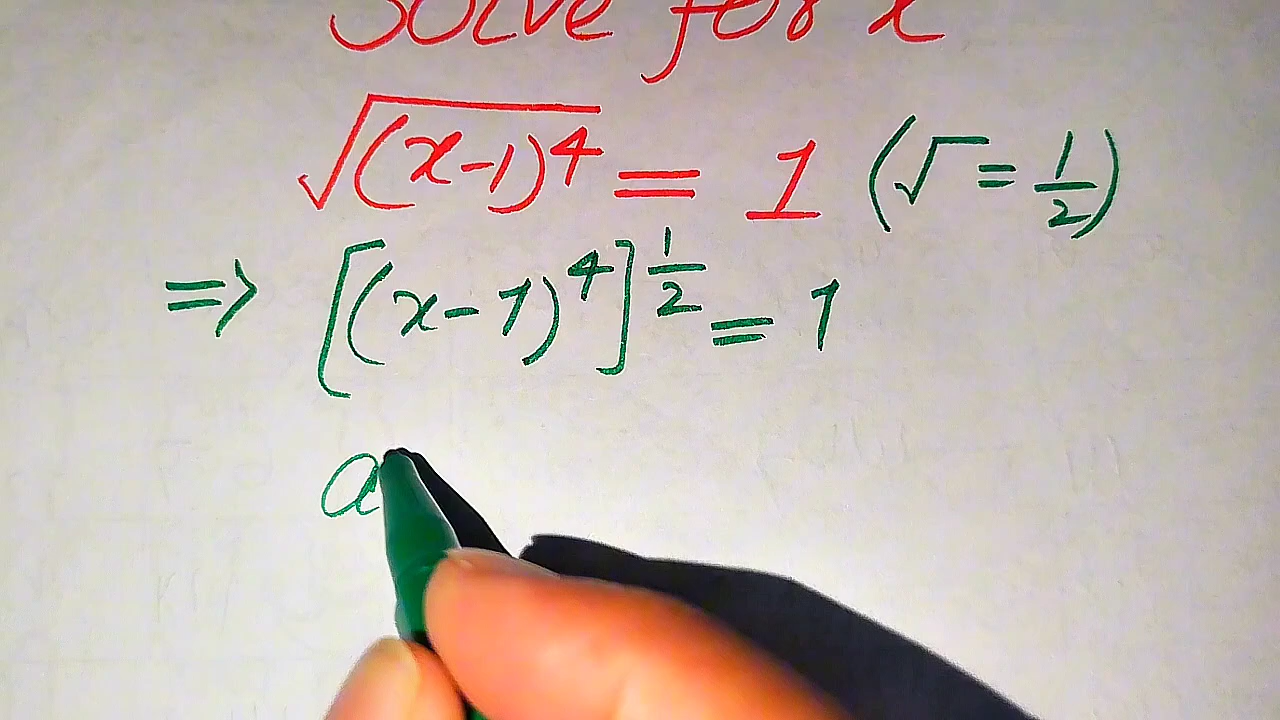 Solve for x
√(x-1)⁴ = 1 (√ = 1/2)
⇒ [(x-1)⁴]^1/2 = 1
a